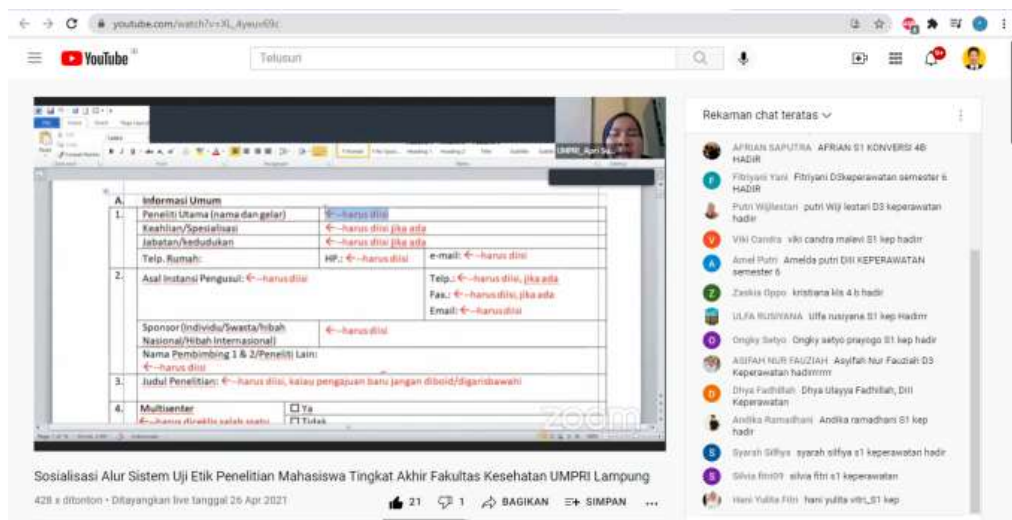 youtube.com/watch?v=XL_4yeuv69c
YouTube ID
Telusuri
9+
UMPRI_Apri Su...
A. Informasi Umum
1. Peneliti Utama (nama dan gelar) <--harus diisi
Keahlian/Spesialisasi <--harus diisi jika ada
Jabatan/kedudukan <--harus diisi jika ada
Telp. Rumah: HP.: <--harus diisi e-mail: <--harus diisi
2. Asal Instansi Pengusul: <--harus diisi Telp.: <--harus diisi, jika ada
Fax.: <--harus diisi, jika ada
Email: <--harus diisi
Sponsor (Individu/Swasta/hibah Nasional/Hibah Internasional) <--harus diisi
Nama Pembimbing 1 & 2/Peneliti Lain:
<--harus diisi
3. Judul Penelitian: <--harus diisi, kalau pengajuan baru jangan dibold/digarisbawahi
4. Multisenter Ya
<--harus diceklis salah satu Tidak
zoom
Sosialisasi Alur Sistem Uji Etik Penelitian Mahasiswa Tingkat Akhir Fakultas Kesehatan UMPRI Lampung
428 x ditonton • Ditayangkan live tanggal 26 Apr 2021
21 1 BAGIKAN SIMPAN ...
Rekaman chat teratas
AFRIAN SAPUTRA AFRIAN S1 KONVERSI 4B
HADIR
Fitriyani Yani Fitriyani D3keperawatan semester 6
HADIR
Putri Wijilestari putri Wiji lestari D3 keperawatan
hadir
Viki Candra viki candra malevi S1 kep hadirr
Amel Putri Amelda putri DIII KEPERAWATAN
semester 6
Zaskia Oppo kristiana kls 4 b hadir
ULFA RUSIYANA Ulfa rusiyana S1 kep Hadirrr
Ongky Setyo Ongky setyo prayogo S1 kep hadir
ASIFAH NUR FAUZIAH Asyifah Nur Fauziah D3
Keperawatan hadirrrrrr
Dhya Fadhillah Dhya Ulayya Fadhillah, DIII
Keperawatan
Andika Ramadhani Andika ramadhani S1 kep
hadir
Syarah Silfiya syarah silfiya s1 keperawatan hadir
Silvia fitri09 silvia fitri s1 keperawatan
Hani Yulita Fitri hani yulita vitri_S1 kep